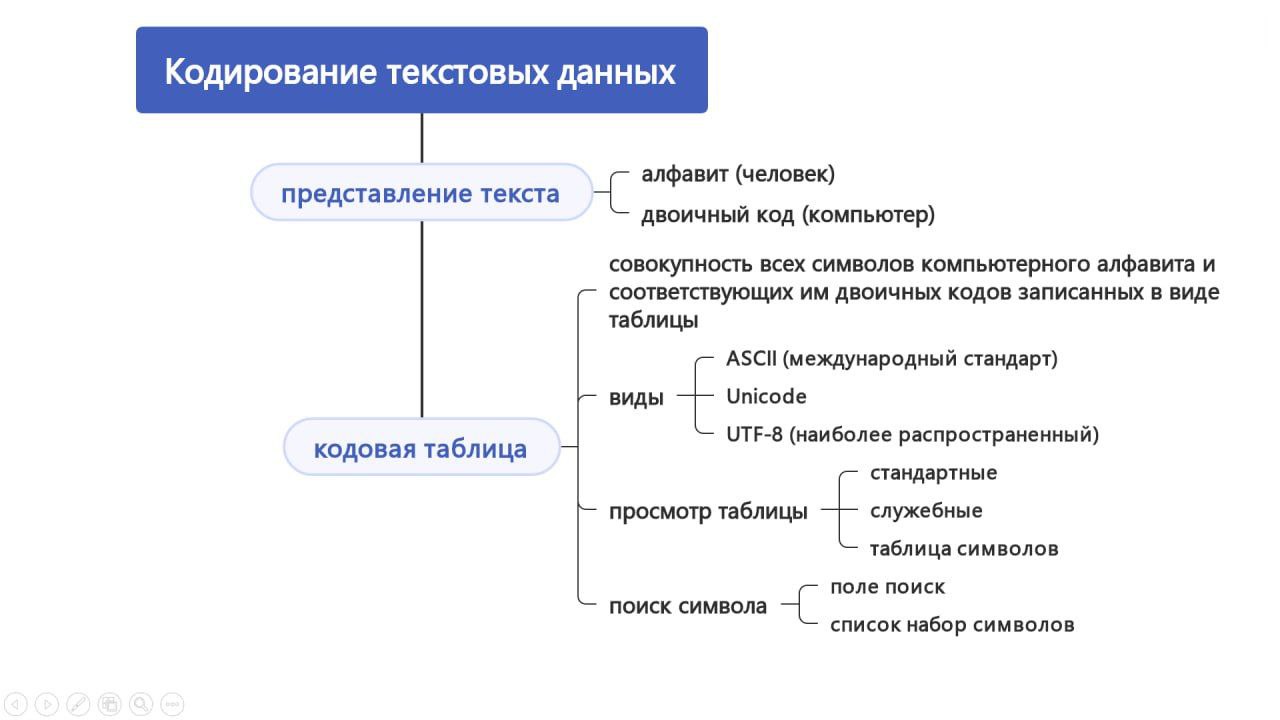 Кодирование текстовых данных
представление текста
алфавит (человек)
двоичный код (компьютер)
кодовая таблица
совокупность всех символов компьютерного алфавита и
соответствующих им двоичных кодов записанных в виде
таблицы
виды
ASCII (международный стандарт)
Unicode
UTF-8 (наиболее распространенный)
просмотр таблицы
стандартные
служебные
таблица символов
поиск символа
поле поиск
список набор символов